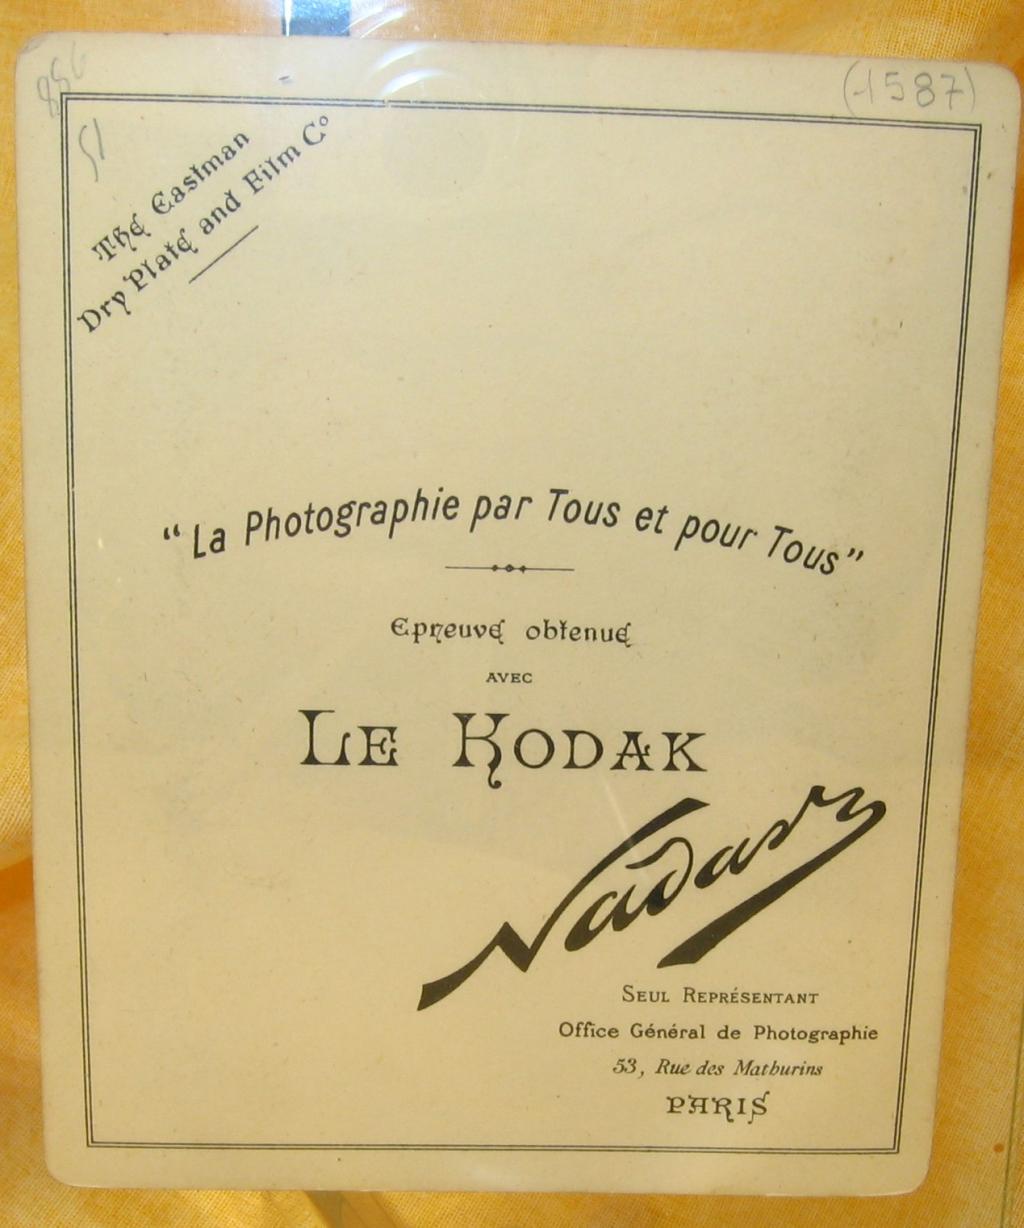 (1587)
51
The Eastman
Dry Plate and Film Cº
"La Photographie par Tous et pour Tous"
Epreuve obtenue
AVEC
LE KODAK
Nadar
SEUL REPRÉSENTANT
Office Général de Photographie
53, Rue des Mathurins
PARIS